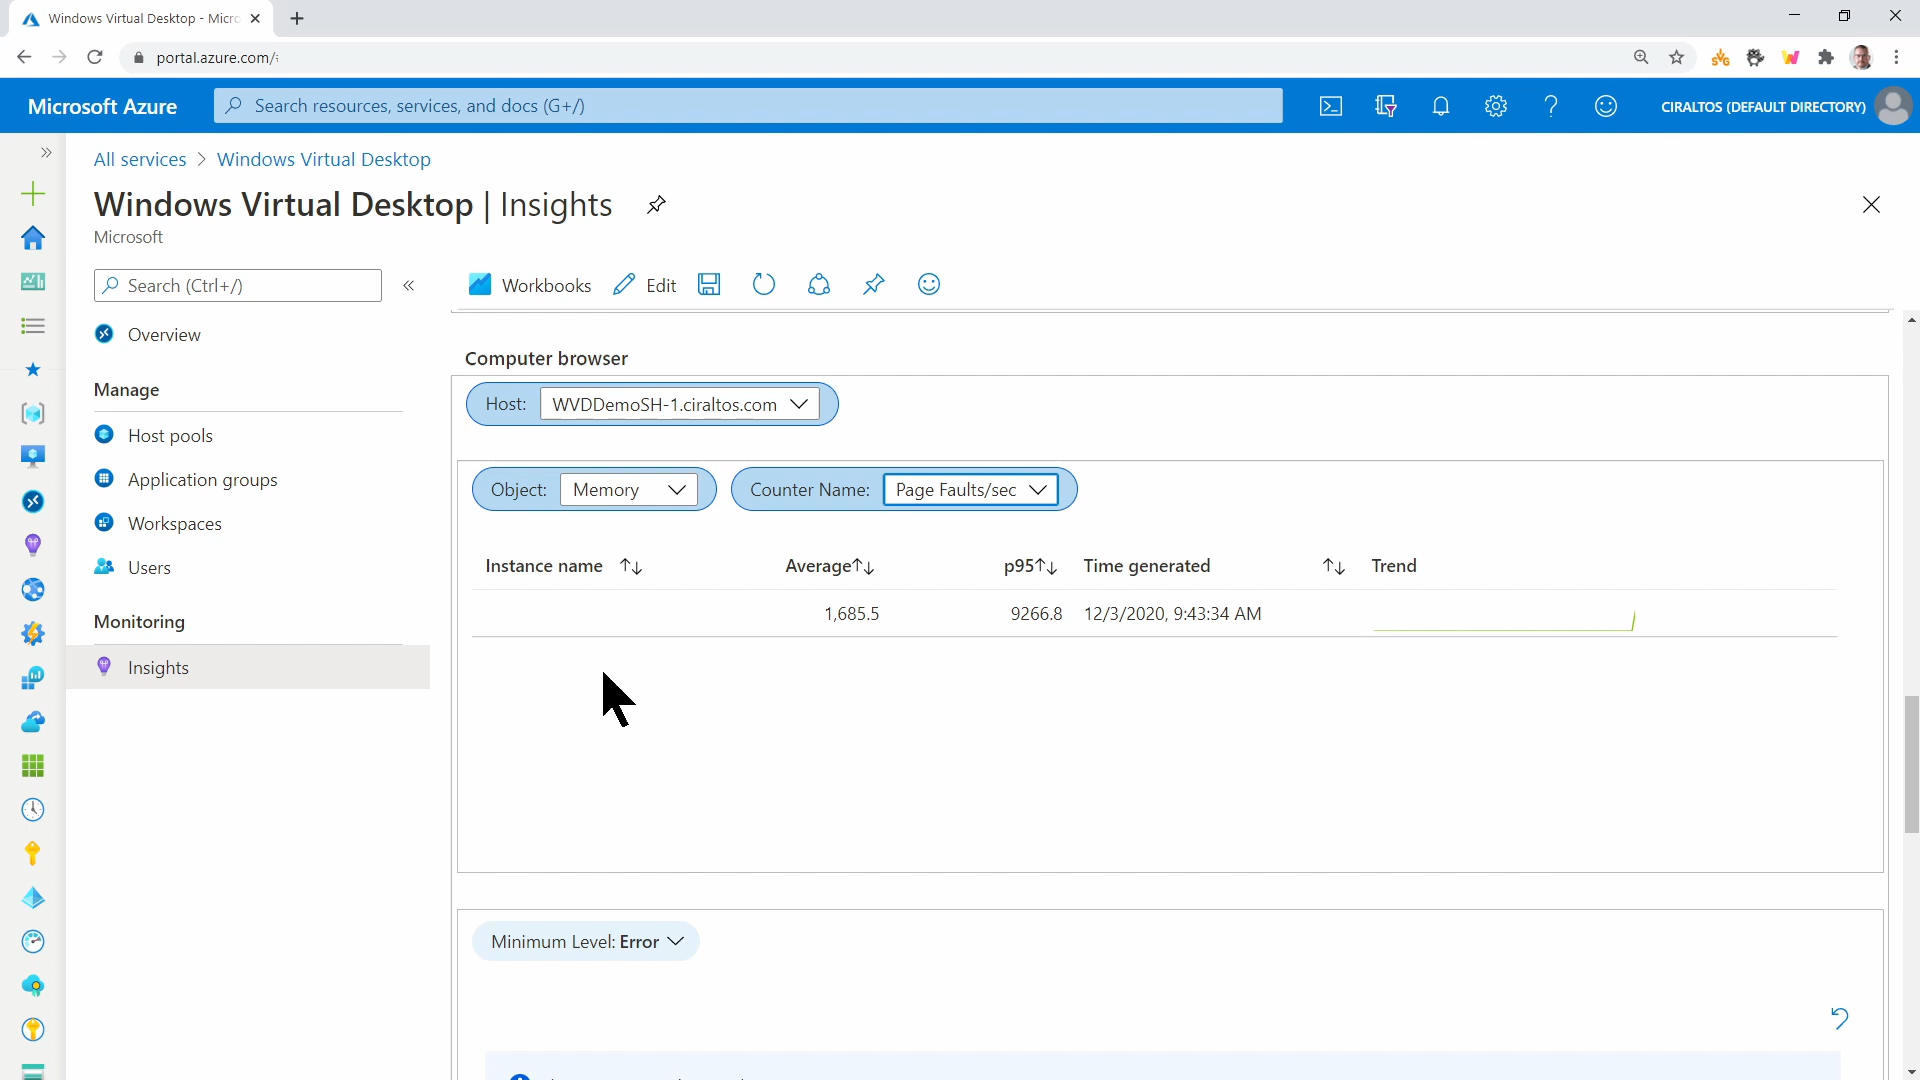 Windows Virtual Desktop - Micro
portal.azure.com/
Microsoft Azure
Search resources, services, and docs (G+/)
CIRALTOS (DEFAULT DIRECTORY)
All services > Windows Virtual Desktop
Windows Virtual Desktop | Insights
Microsoft
Search (Ctrl+/)
Workbooks
Edit
Overview
Manage
Host pools
Application groups
Workspaces
Users
Monitoring
Insights
Computer browser
Host: WVDDemoSH-1.ciraltos.com
Object: Memory
Counter Name: Page Faults/sec
Instance name Average p95 Time generated Trend
1,685.5 9266.8 12/3/2020, 9:43:34 AM
Minimum Level: Error